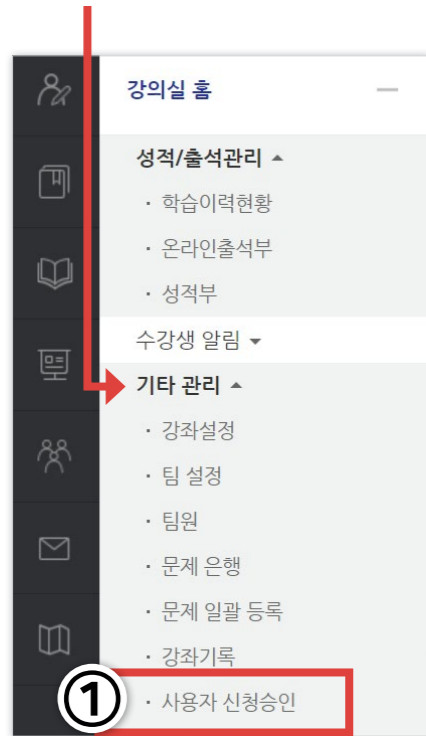 강의실 홈
성적/출석관리
· 학습이력현황
· 온라인출석부
· 성적부
수강생 알림
기타 관리
· 강좌설정
· 팀 설정
· 팀원
· 문제 은행
· 문제 일괄 등록
· 강좌기록
① · 사용자 신청승인